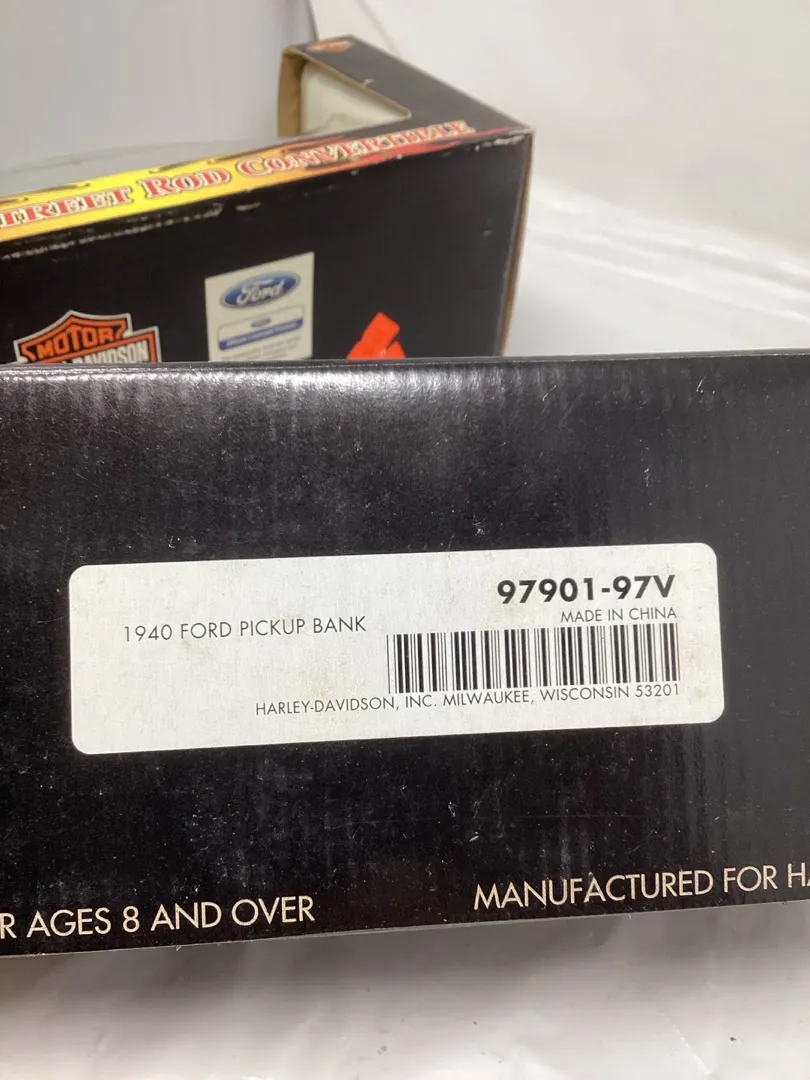 STREET ROD CONVERTIBLE
Ford
MOTOR
DAVIDSON
97901-97V
MADE IN CHINA
1940 FORD PICKUP BANK
HARLEY-DAVIDSON, INC. MILWAUKEE, WISCONSIN 53201
R AGES 8 AND OVER
MANUFACTURED FOR HA